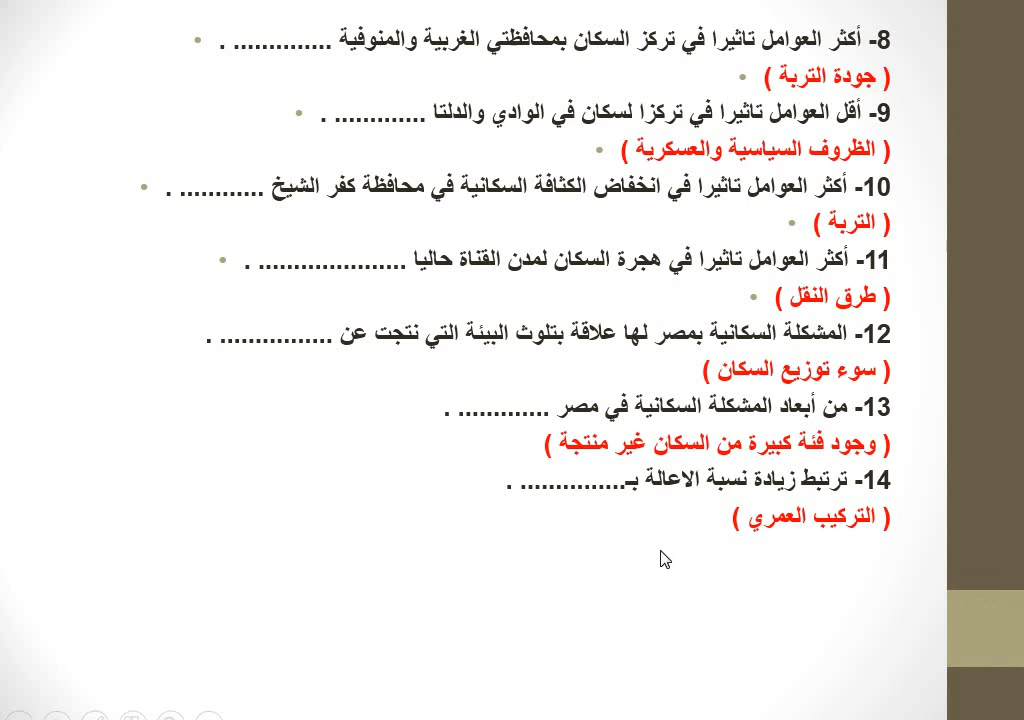 8- أكثر العوامل تاثيرا في تركز السكان بمحافظتي الغربية والمنوفية .............. .
( جودة التربة )
9- أقل العوامل تاثيرا في تركزا لسكان في الوادي والدلتا ............. .
( الظروف السياسية والعسكرية )
10- أكثر العوامل تاثيرا في انخفاض الكثافة السكانية في محافظة كفر الشيخ ............ .
( التربة )
11- أكثر العوامل تاثيرا في هجرة السكان لمدن القناة حاليا ..................... .
( طرق النقل )
12- المشكلة السكانية بمصر لها علاقة بتلوث البيئة التي نتجت عن ................ .
( سوء توزيع السكان )
13- من أبعاد المشكلة السكانية في مصر ............. .
( وجود فئة كبيرة من السكان غير منتجة )
14- ترتبط زيادة نسبة الاعالة بـ............... .
( التركيب العمري )